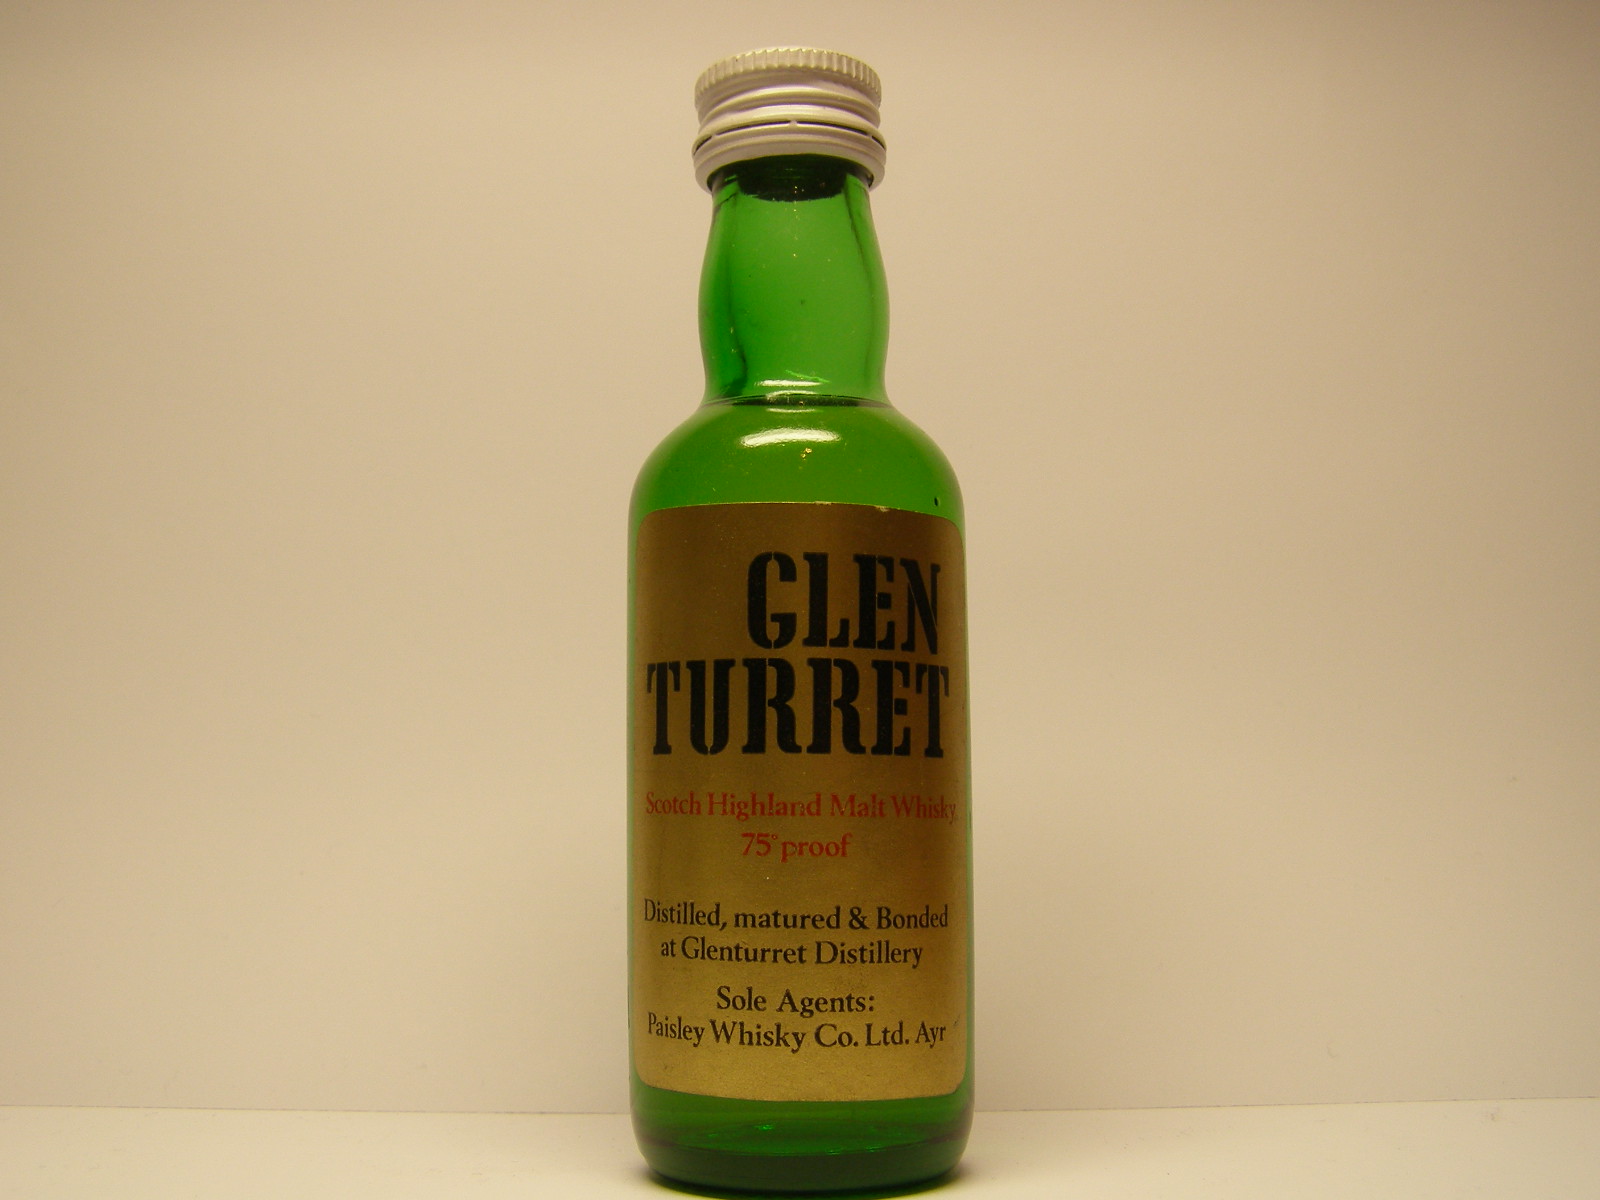 GLEN
TURRET
Scotch Highland Malt Whisky
75° proof
Distilled, matured & Bonded
at Glenturret Distillery
Sole Agents:
Paisley Whisky Co. Ltd. Ayr